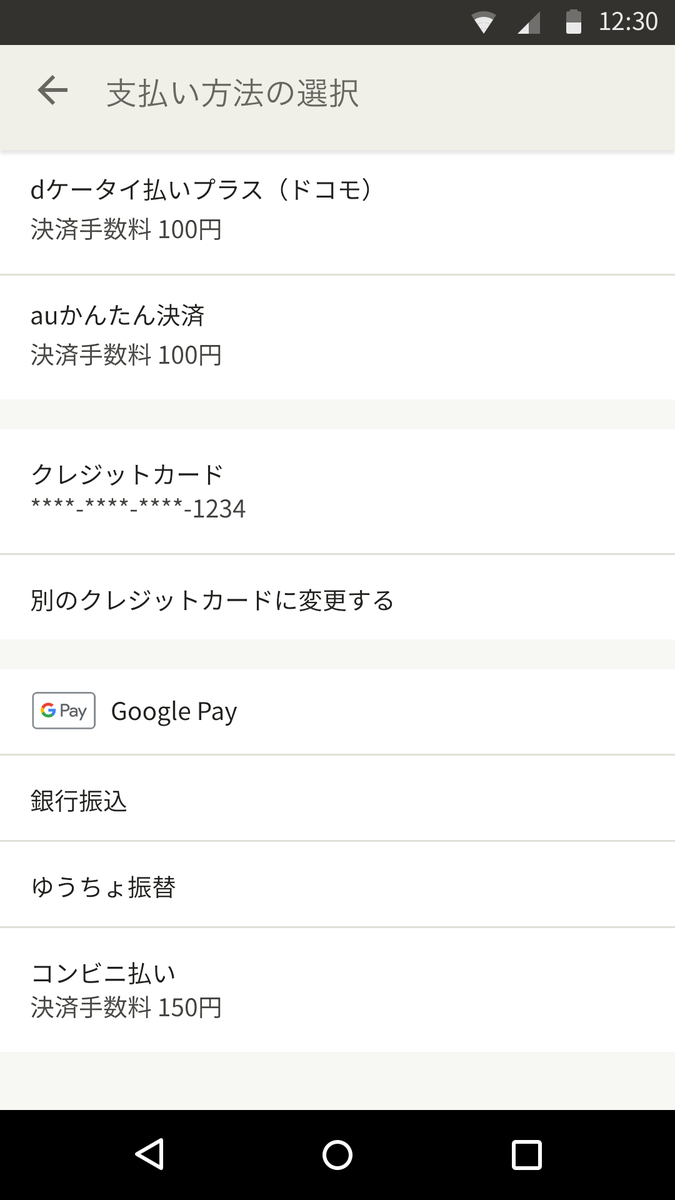 12:30
支払い方法の選択
dケータイ払いプラス（ドコモ）
決済手数料 100円
auかんたん決済
決済手数料 100円
クレジットカード
****-****-****-1234
別のクレジットカードに変更する
G Pay Google Pay
銀行振込
ゆうちょ振替
コンビニ払い
決済手数料 150円